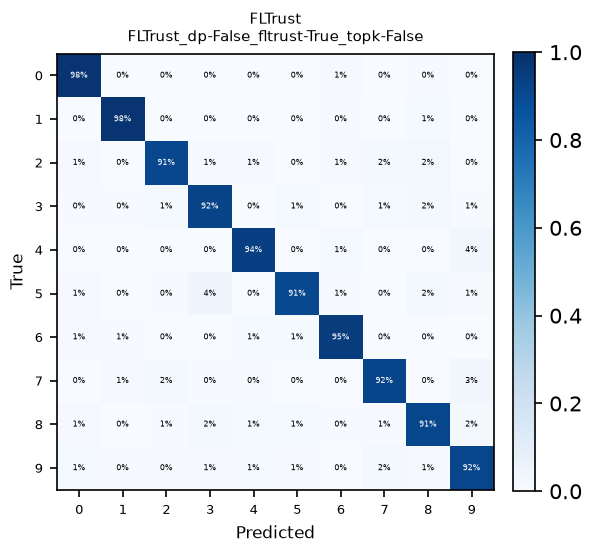 FLTrust
FLTrust_dp-False_fltrust-True_topk-False
0 98% 0% 0% 0% 0% 0% 1% 0% 0% 0%
1 0% 98% 0% 0% 0% 0% 0% 0% 1% 0%
2 1% 0% 91% 1% 1% 0% 1% 2% 2% 0%
3 0% 0% 1% 92% 0% 1% 0% 1% 2% 1%
4 0% 0% 0% 0% 94% 0% 1% 0% 0% 4%
5 1% 0% 0% 4% 0% 91% 1% 0% 2% 1%
6 1% 1% 0% 0% 1% 1% 95% 0% 0% 0%
7 0% 1% 2% 0% 0% 0% 0% 92% 0% 3%
8 1% 0% 1% 2% 1% 1% 0% 1% 91% 2%
9 1% 0% 0% 1% 1% 1% 0% 2% 1% 92%
0 1 2 3 4 5 6 7 8 9
Predicted
True
1.0
0.8
0.6
0.4
0.2
0.0